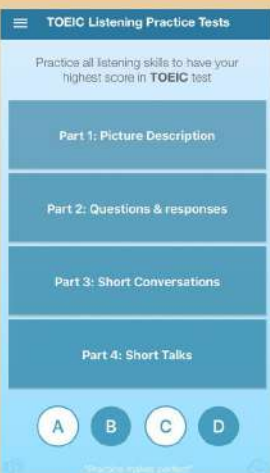 TOEIC Listening Practice Tests
Practice all listening skills to have your
highest score in TOEIC test
Part 1: Picture Description
Part 2: Questions & responses
Part 3: Short Conversations
Part 4: Short Talks
A B C D
"Practice makes perfect"